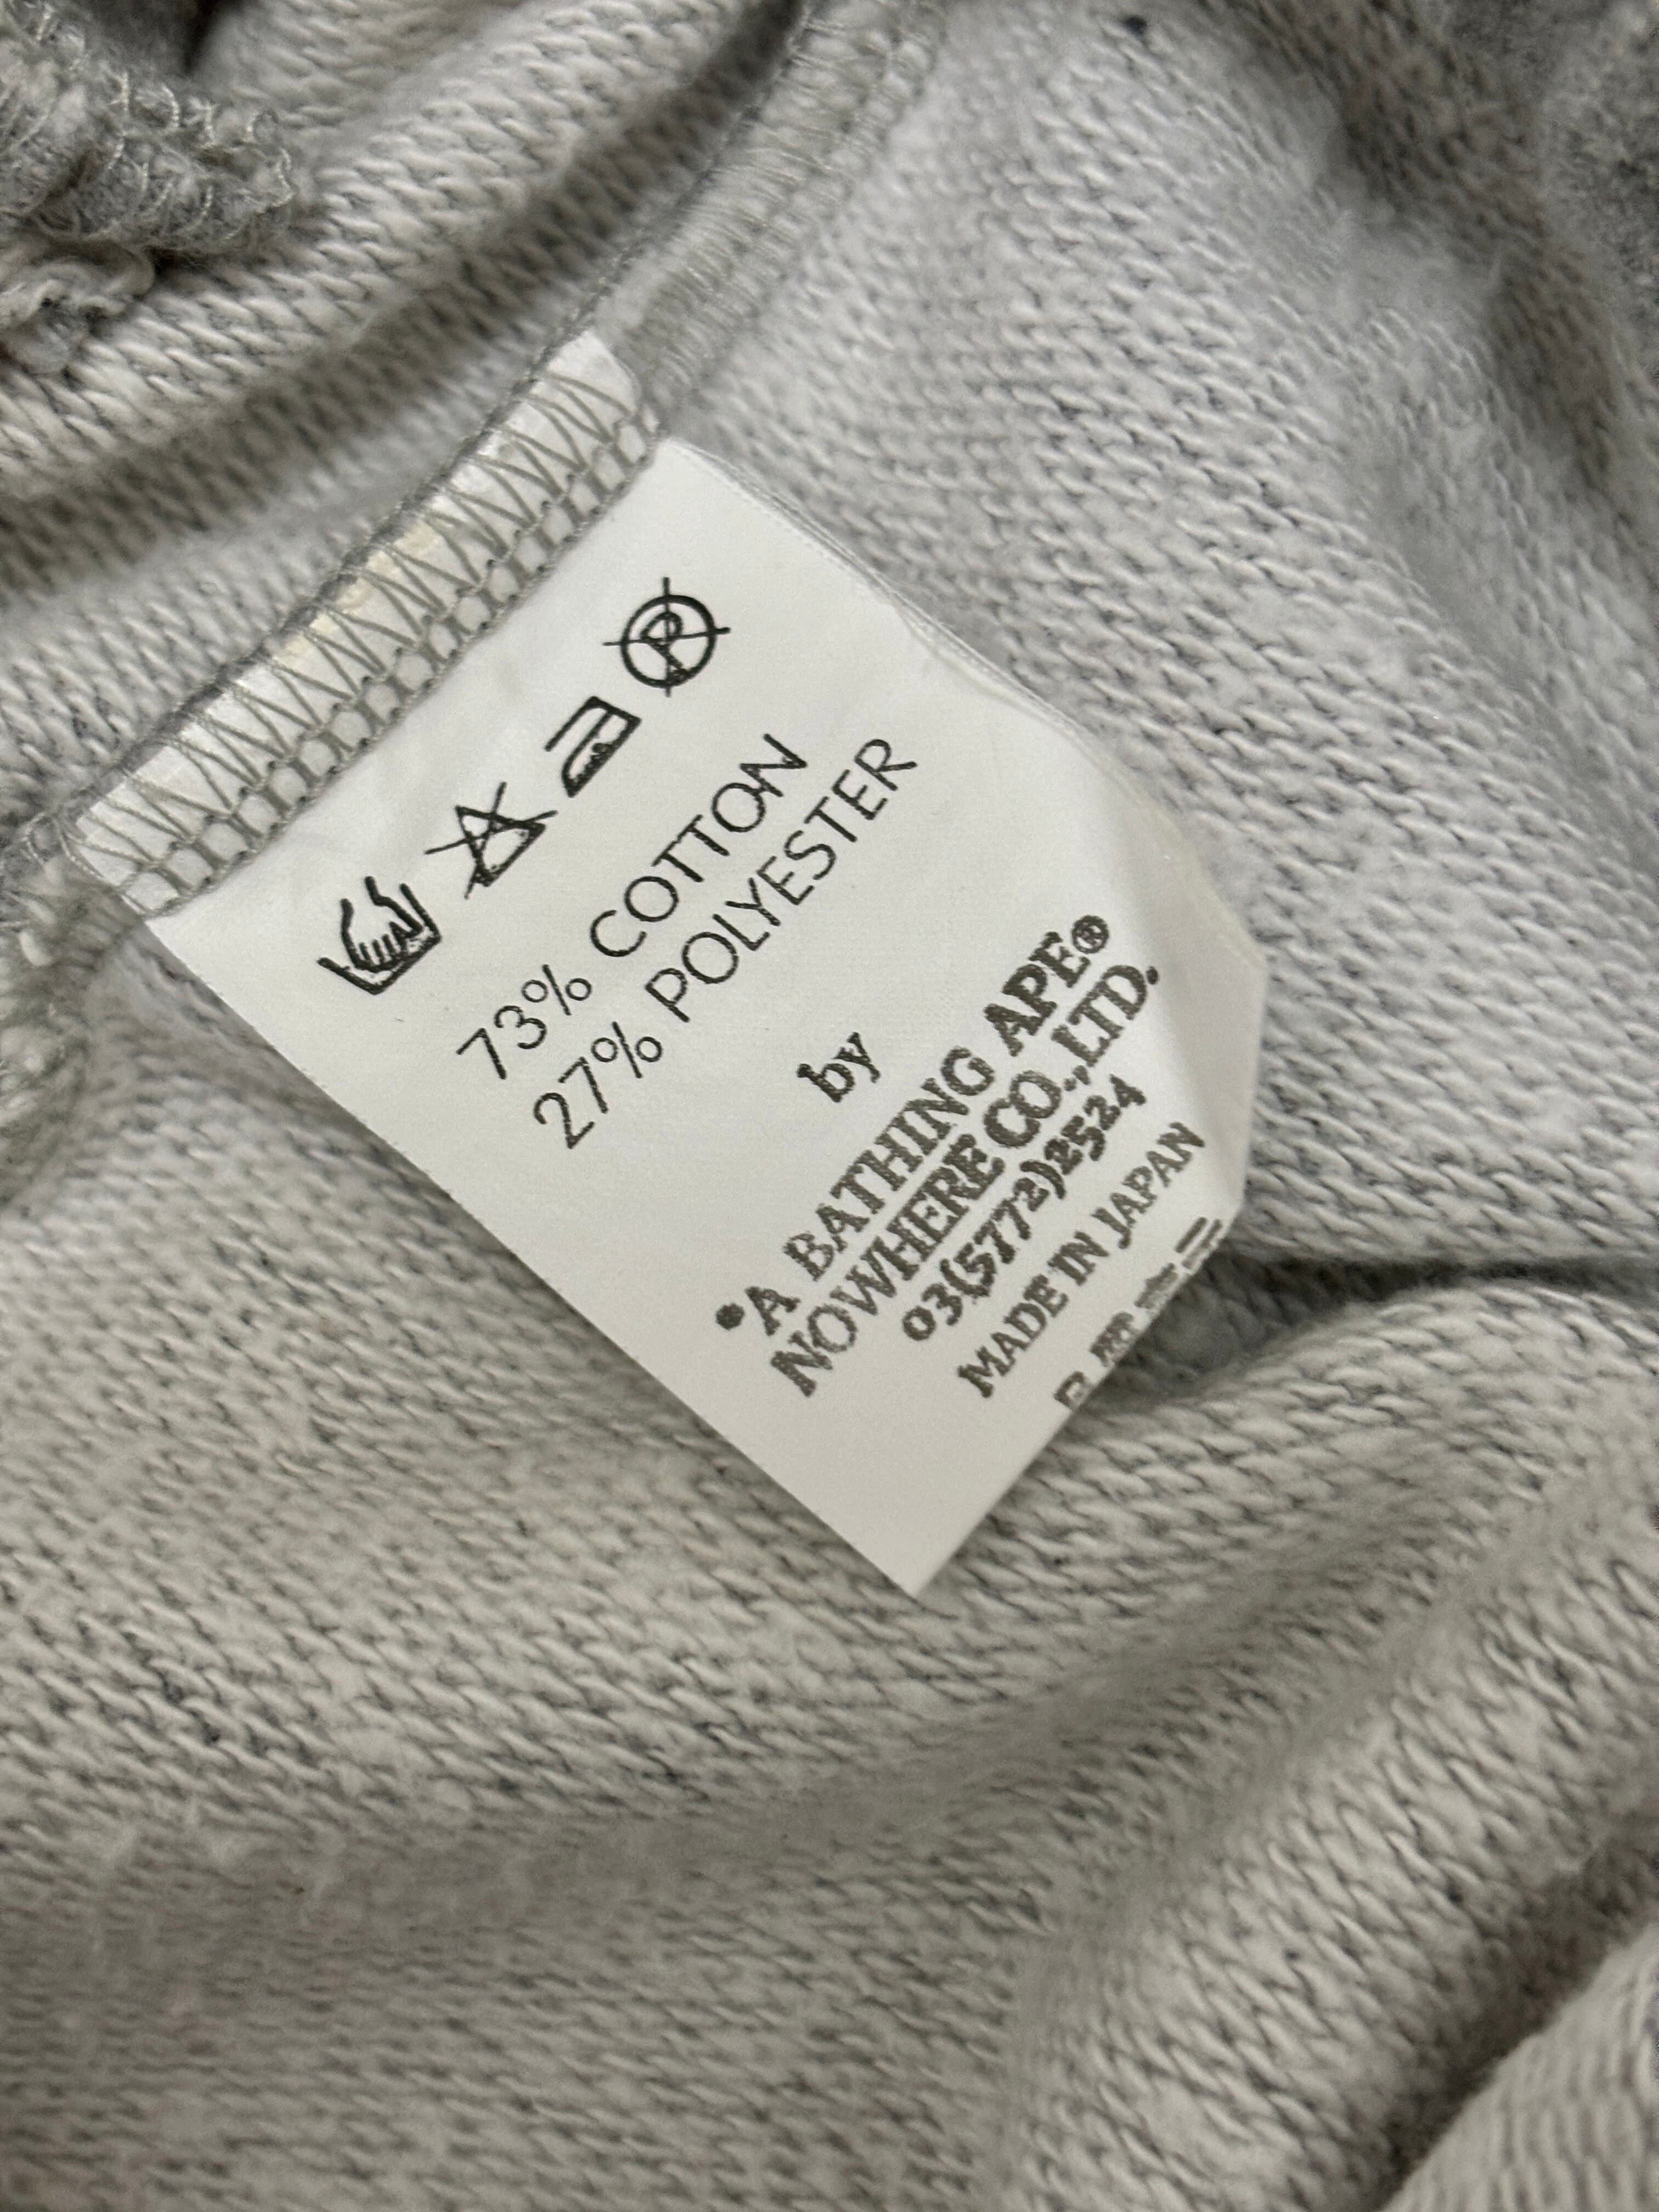 73% COTTON
27% POLYESTER
by
•A BATHING APE®
NOWHERE CO.,LTD.
03(5772)2524
MADE IN JAPAN